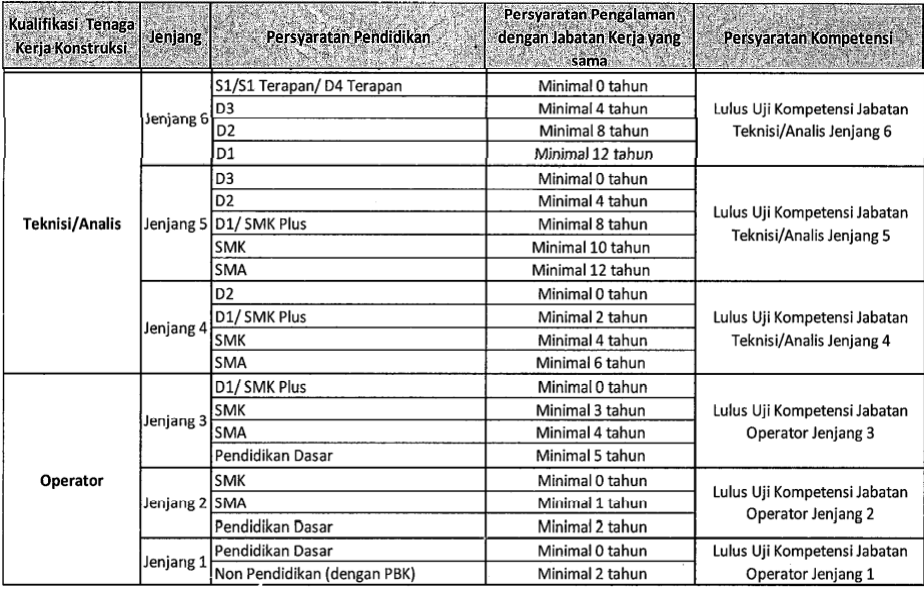 Kualifikasi Tenaga Kerja Konstruksi | Jenjang | Persyaratan Pendidikan | Persyaratan Pengalaman dengan Jabatan Kerja yang sama | Persyaratan Kompetensi
Teknisi/Analis | Jenjang 6 | S1/S1 Terapan/ D4 Terapan | Minimal 0 tahun | Lulus Uji Kompetensi Jabatan Teknisi/Analis Jenjang 6
D3 | Minimal 4 tahun
D2 | Minimal 8 tahun
D1 | Minimal 12 tahun
Jenjang 5 | D3 | Minimal 0 tahun | Lulus Uji Kompetensi Jabatan Teknisi/Analis Jenjang 5
D2 | Minimal 4 tahun
D1/ SMK Plus | Minimal 8 tahun
SMK | Minimal 10 tahun
SMA | Minimal 12 tahun
Jenjang 4 | D2 | Minimal 0 tahun | Lulus Uji Kompetensi Jabatan Teknisi/Analis Jenjang 4
D1/ SMK Plus | Minimal 2 tahun
SMK | Minimal 4 tahun
SMA | Minimal 6 tahun
Operator | Jenjang 3 | D1/ SMK Plus | Minimal 0 tahun | Lulus Uji Kompetensi Jabatan Operator Jenjang 3
SMK | Minimal 3 tahun
SMA | Minimal 4 tahun
Pendidikan Dasar | Minimal 5 tahun
Jenjang 2 | SMK | Minimal 0 tahun | Lulus Uji Kompetensi Jabatan Operator Jenjang 2
SMA | Minimal 1 tahun
Pendidikan Dasar | Minimal 2 tahun
Jenjang 1 | Pendidikan Dasar | Minimal 0 tahun | Lulus Uji Kompetensi Jabatan Operator Jenjang 1
Non Pendidikan (dengan PBK) | Minimal 2 tahun